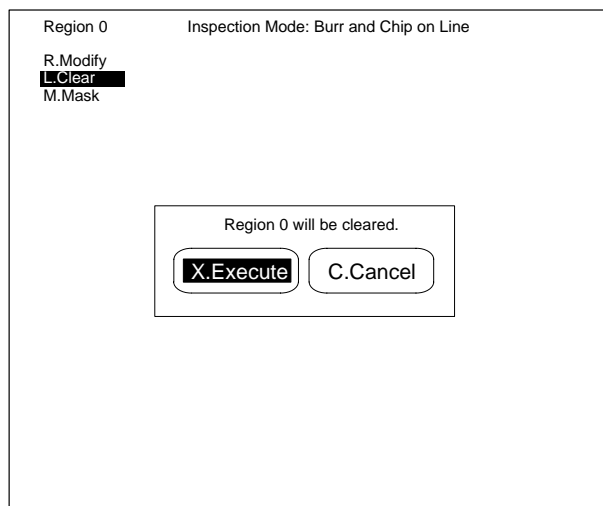 Region 0 Inspection Mode: Burr and Chip on Line
R.Modify
L.Clear
M.Mask
Region 0 will be cleared.
X.Execute C.Cancel